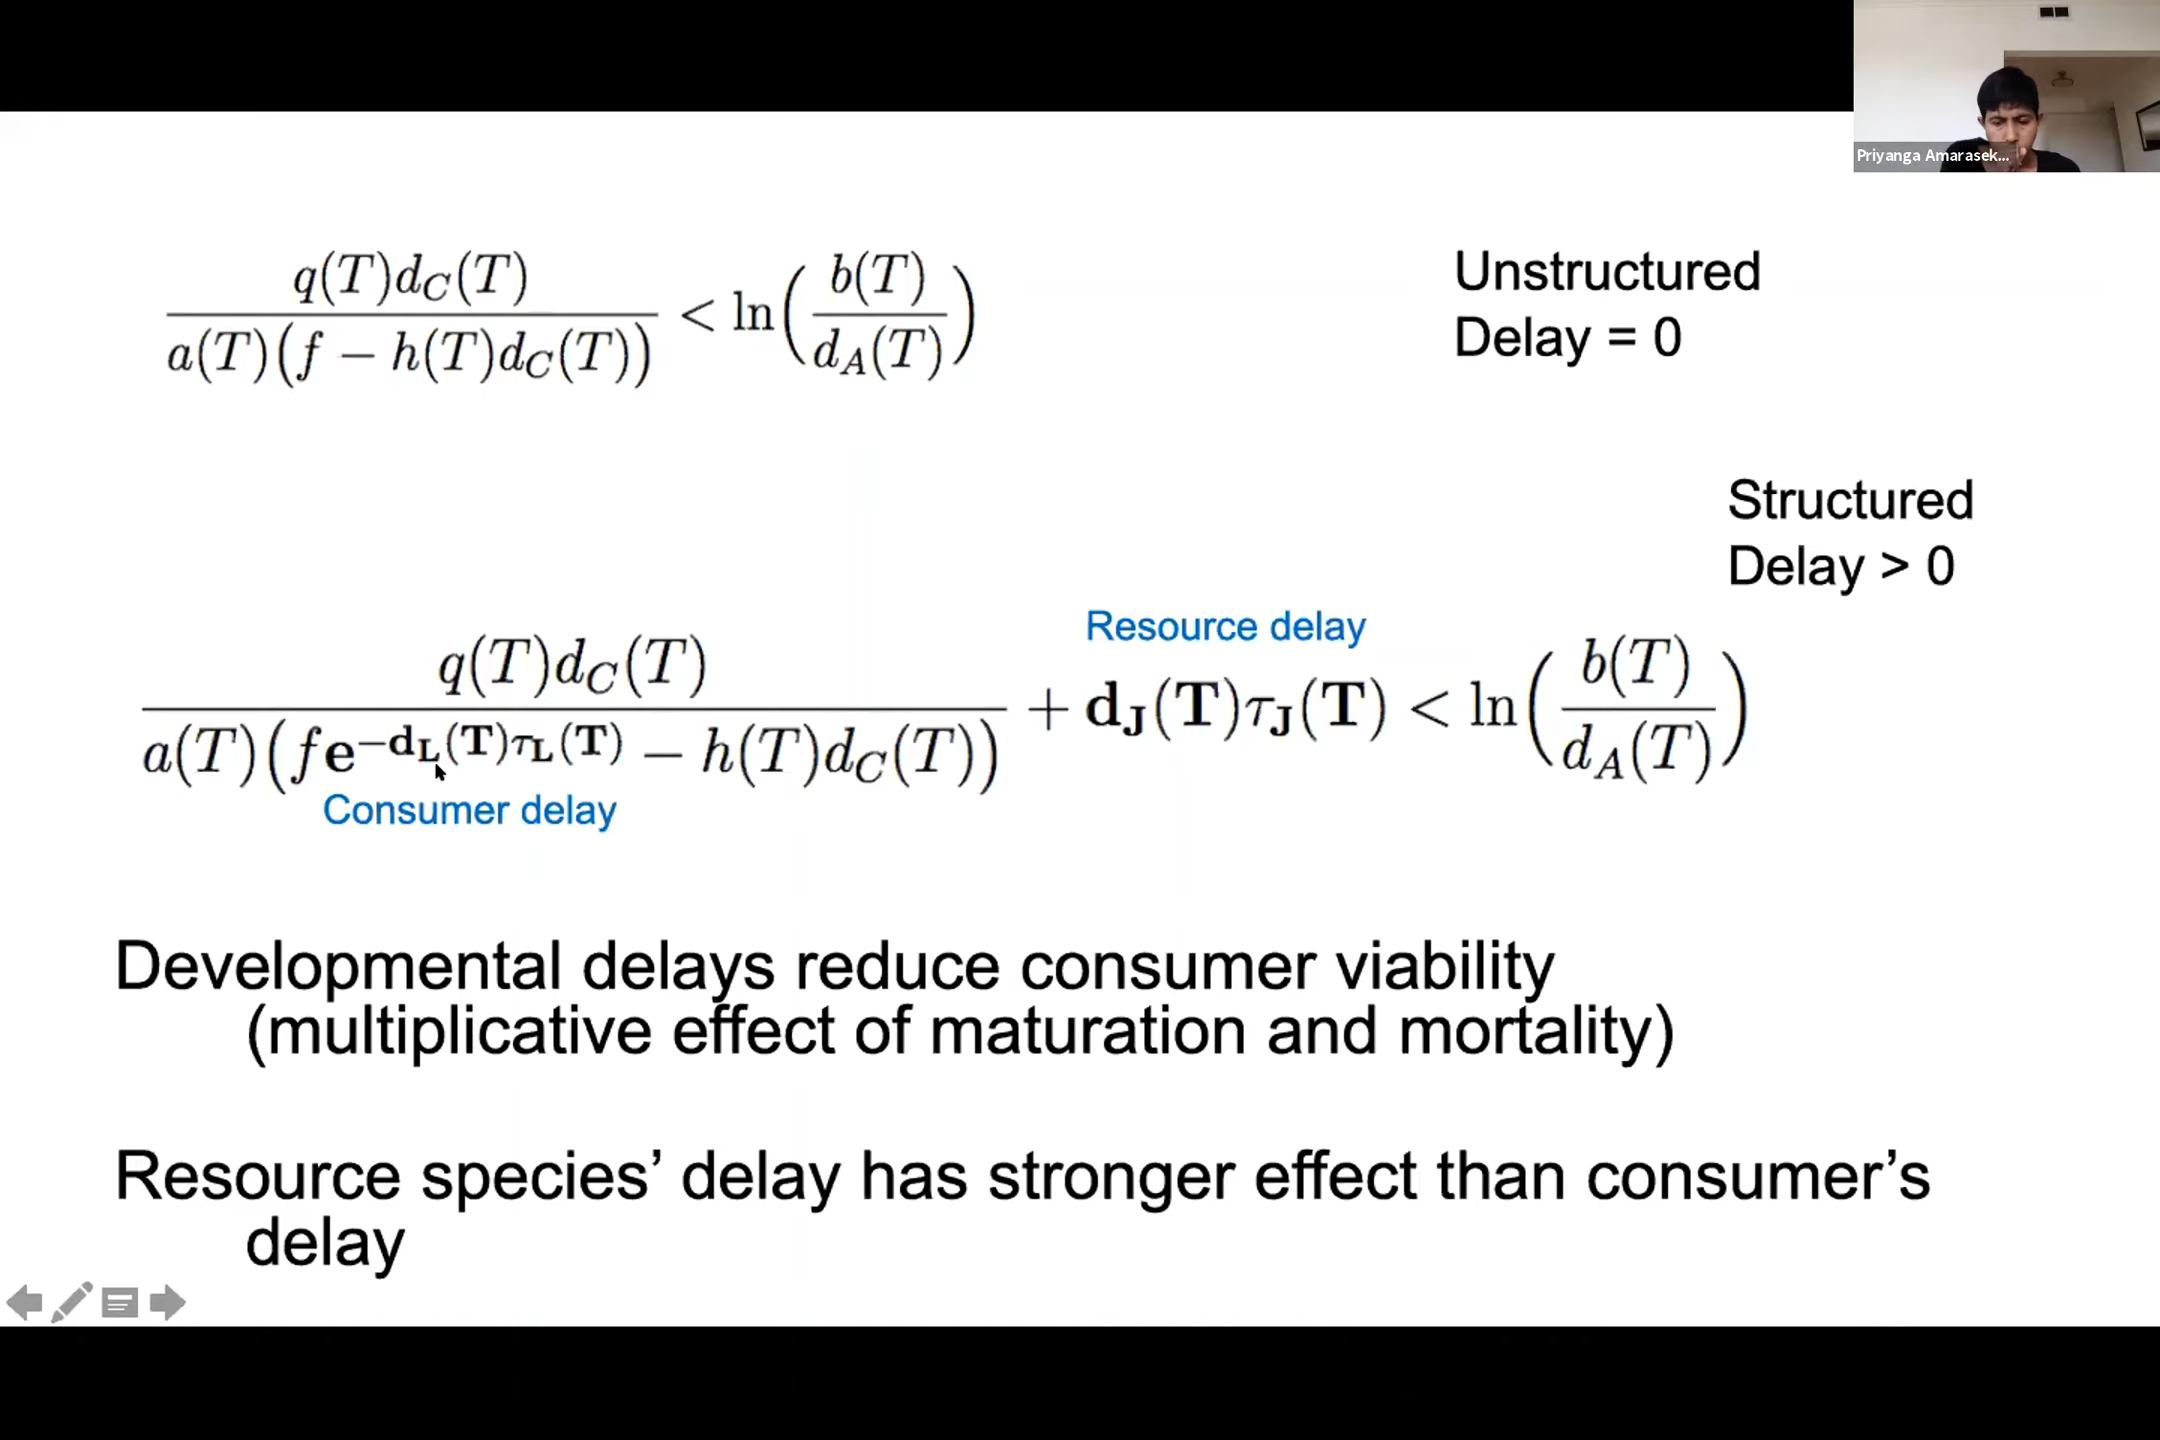 Priyanga Amarasek...
q(T)d_C(T) / a(T)(f − h(T)d_C(T)) < ln(b(T) / d_A(T))
Unstructured
Delay = 0
Structured
Delay > 0
Resource delay
q(T)d_C(T) / a(T)(fe^{−d_L(T)τ_L(T)} − h(T)d_C(T)) + d_J(T)τ_J(T) < ln(b(T) / d_A(T))
Consumer delay
Developmental delays reduce consumer viability
(multiplicative effect of maturation and mortality)
Resource species’ delay has stronger effect than consumer’s
delay